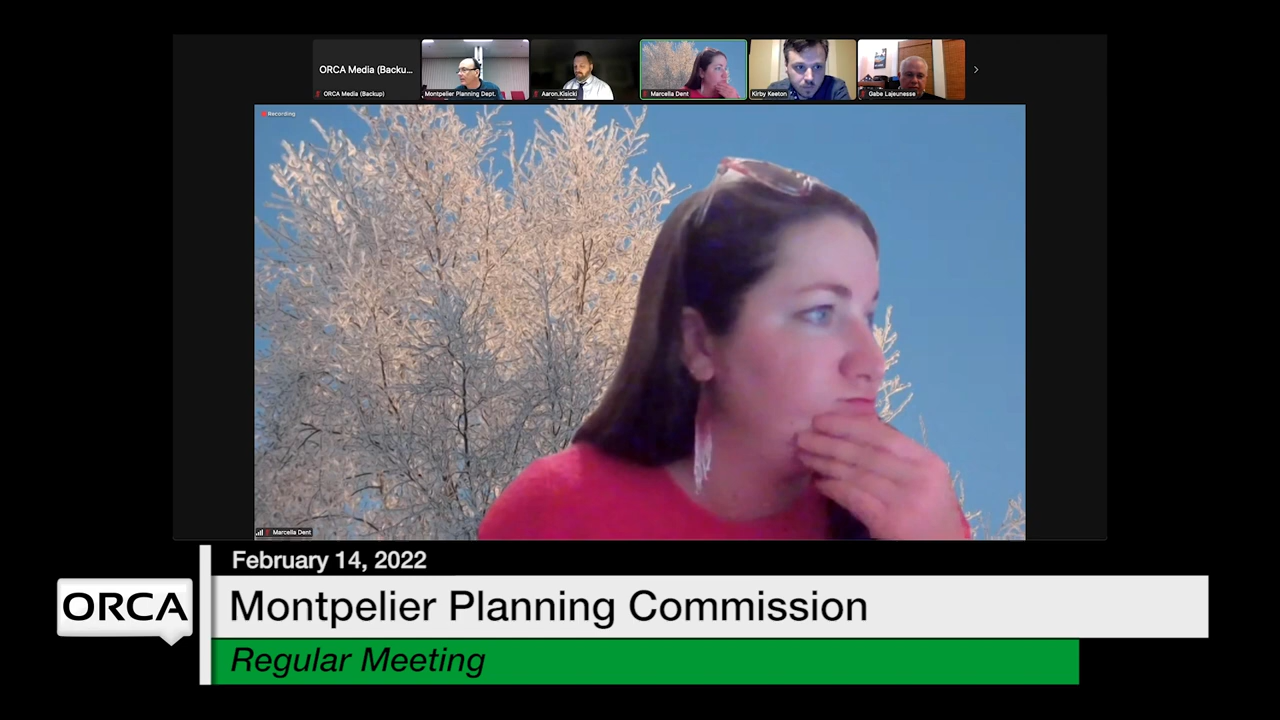 ORCA Media (Backu...
ORCA Media (Backup)
Montpelier Planning Dept.
Aaron.Kisicki
Marcella Dent
Kirby Keeton
Gabe Lajeunesse
Recording
Marcella Dent
February 14, 2022
ORCA
Montpelier Planning Commission
Regular Meeting